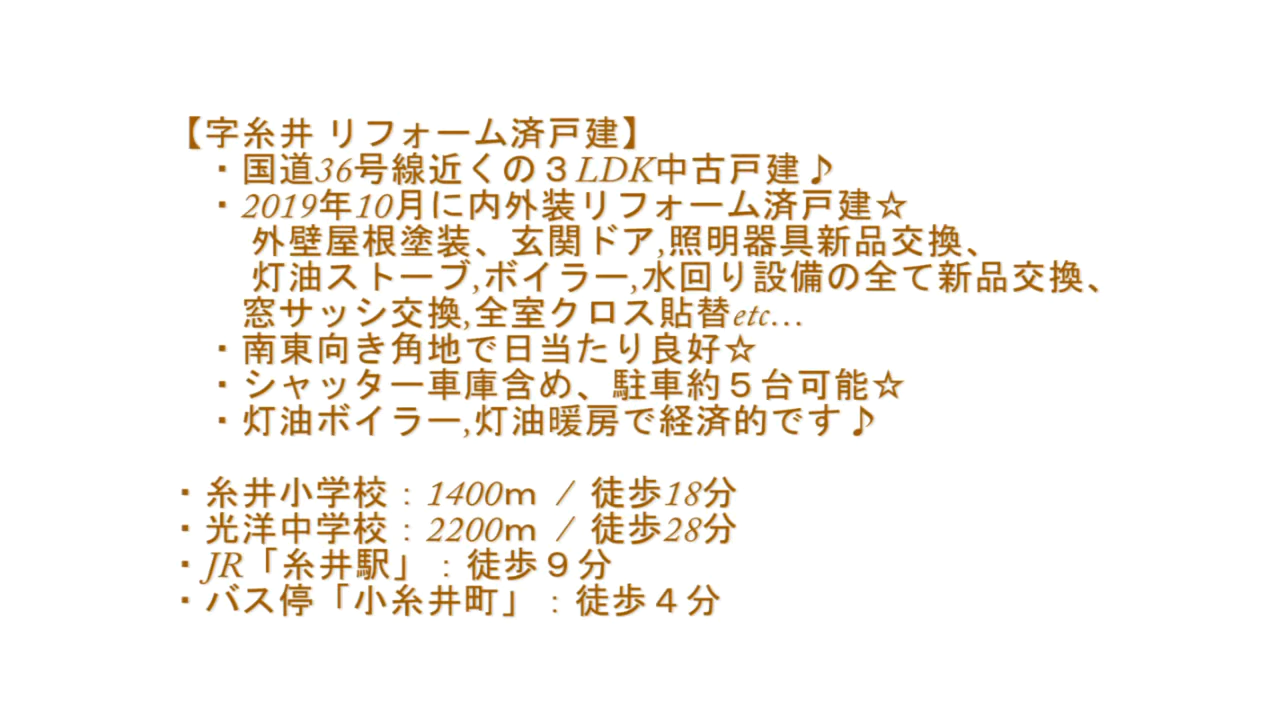 【字糸井 リフォーム済戸建】
・国道36号線近くの３LDK中古戸建♪
・2019年10月に内外装リフォーム済戸建☆
外壁屋根塗装、玄関ドア,照明器具新品交換、
灯油ストーブ,ボイラー,水回り設備の全て新品交換、
窓サッシ交換,全室クロス貼替etc…
・南東向き角地で日当たり良好☆
・シャッター車庫含め、駐車約５台可能☆
・灯油ボイラー,灯油暖房で経済的です♪
・糸井小学校：1400ｍ / 徒歩18分
・光洋中学校：2200ｍ / 徒歩28分
・JR「糸井駅」：徒歩９分
・バス停「小糸井町」：徒歩４分